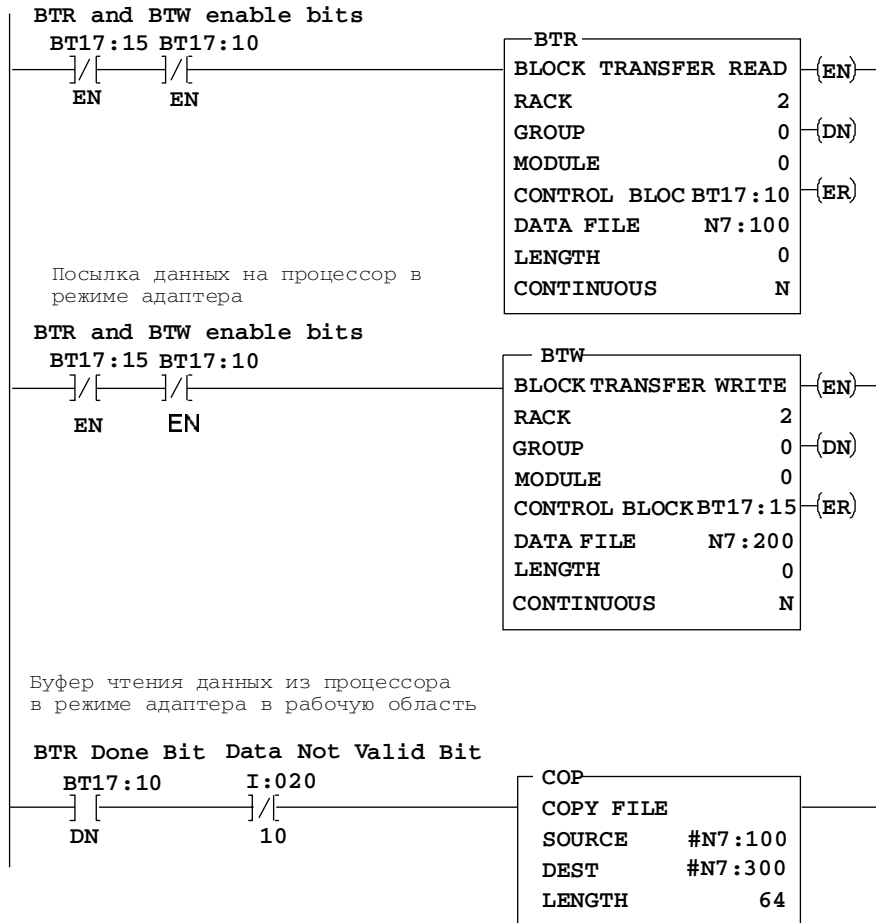 BTR and BTW enable bits
BT17:15 BT17:10
EN EN
BTR
BLOCK TRANSFER READ
(EN)
RACK 2
GROUP 0
(DN)
MODULE 0
CONTROL BLOC BT17:10
(ER)
DATA FILE N7:100
LENGTH 0
CONTINUOUS N
Посылка данных на процессор в
режиме адаптера
BTR and BTW enable bits
BT17:15 BT17:10
EN EN
BTW
BLOCK TRANSFER WRITE
(EN)
RACK 2
GROUP 0
(DN)
MODULE 0
CONTROL BLOCK BT17:15
(ER)
DATA FILE N7:200
LENGTH 0
CONTINUOUS N
Буфер чтения данных из процессора
в режиме адаптера в рабочую область
BTR Done Bit Data Not Valid Bit
BT17:10 I:020
DN 10
COP
COPY FILE
SOURCE #N7:100
DEST #N7:300
LENGTH 64